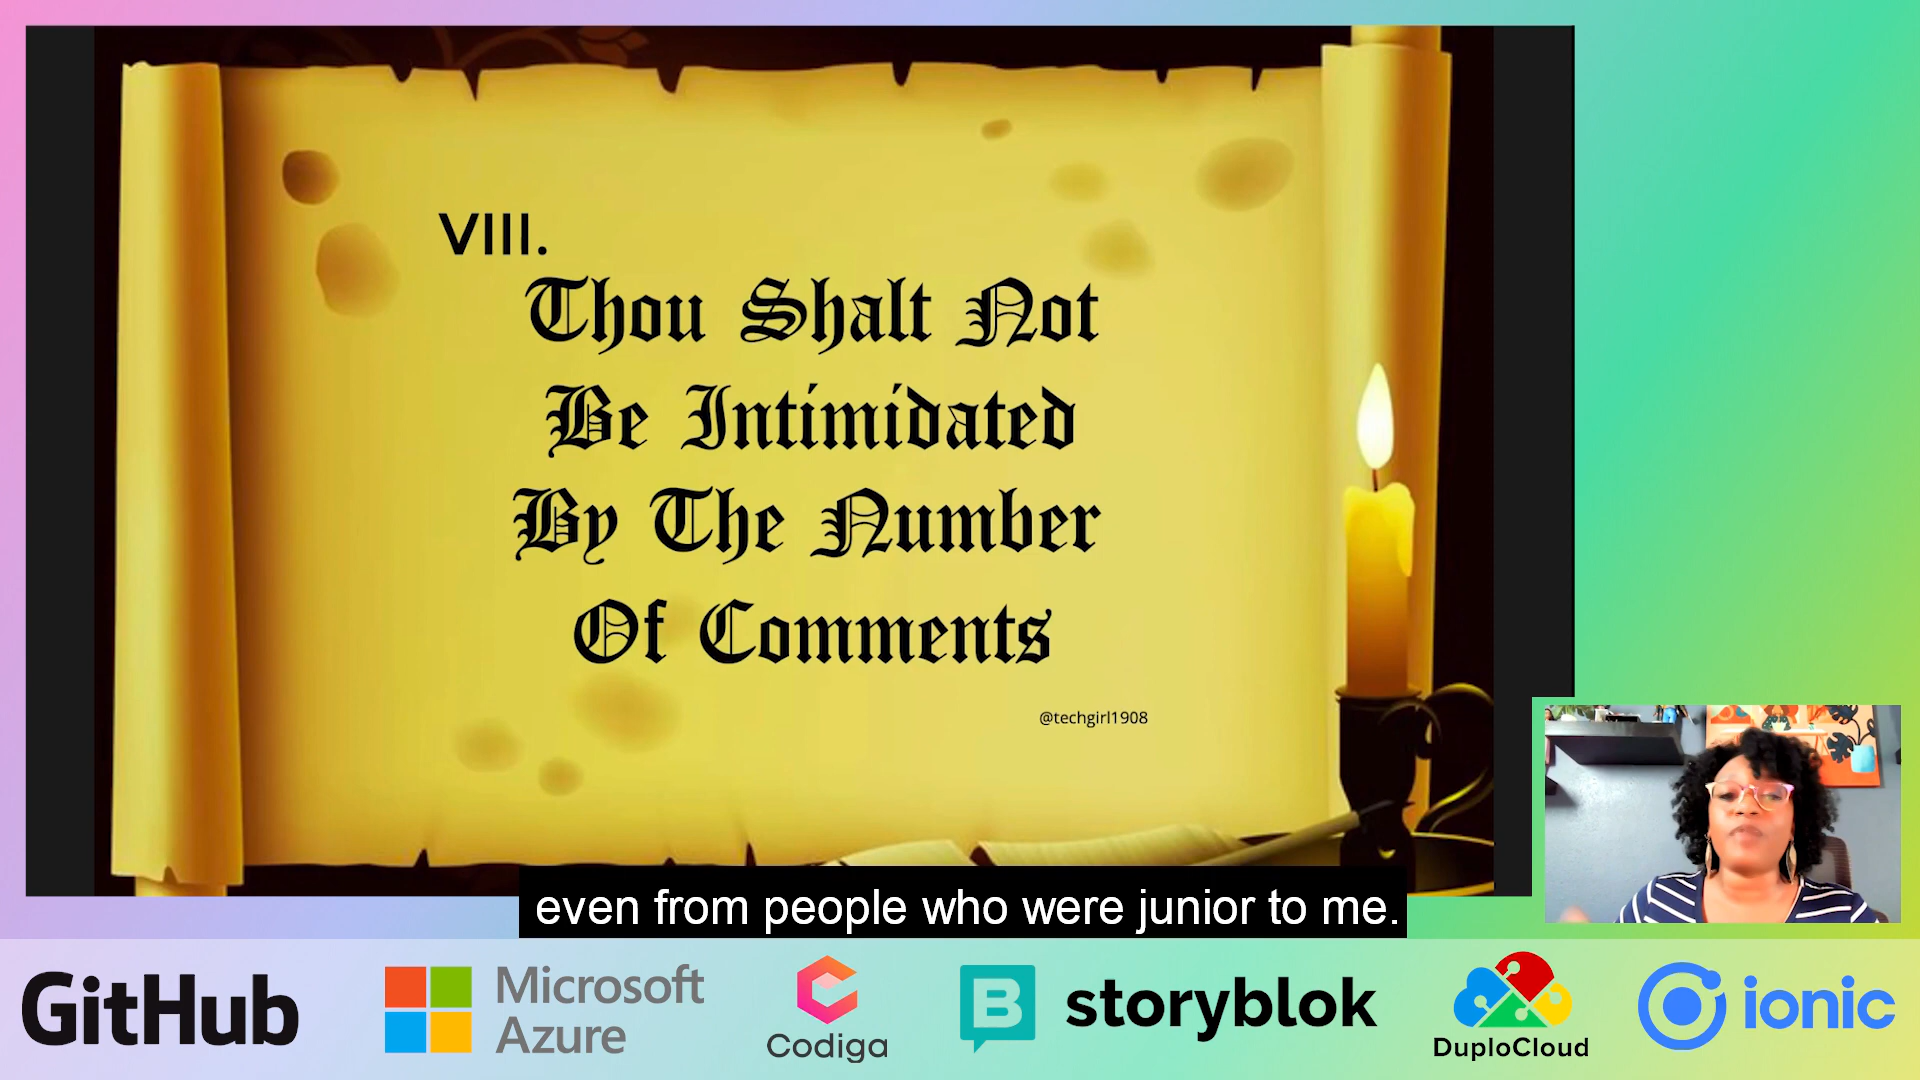 VIII.
Thou Shalt Not
Be Intimidated
By The Number
Of Comments
@techgirl1908
even from people who were junior to me.
GitHub
Microsoft
Azure
Codiga
storyblok
DuploCloud
ionic